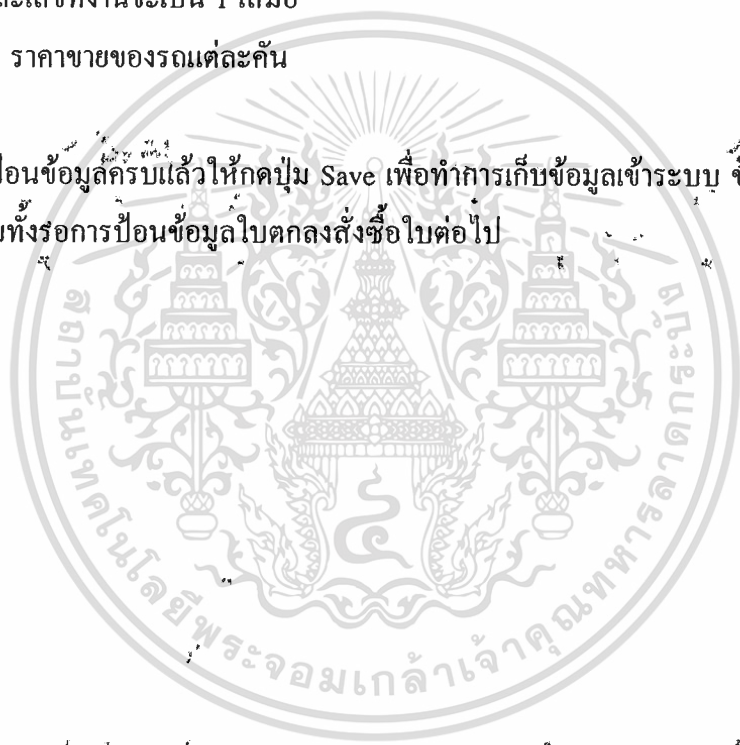 ราคาขายของรถแต่ละคัน
ป้อนข้อมูลครบแล้วให้กดปุ่ม Save เพื่อทำการเก็บข้อมูลเข้าระบบ
ทั้งรอการป้อนข้อมูลใบตกลงสั่งซื้อใบต่อไป
สถาบันเทคโนโลยีพระจอมเกล้าเจ้าคุณทหารลาดกระบัง